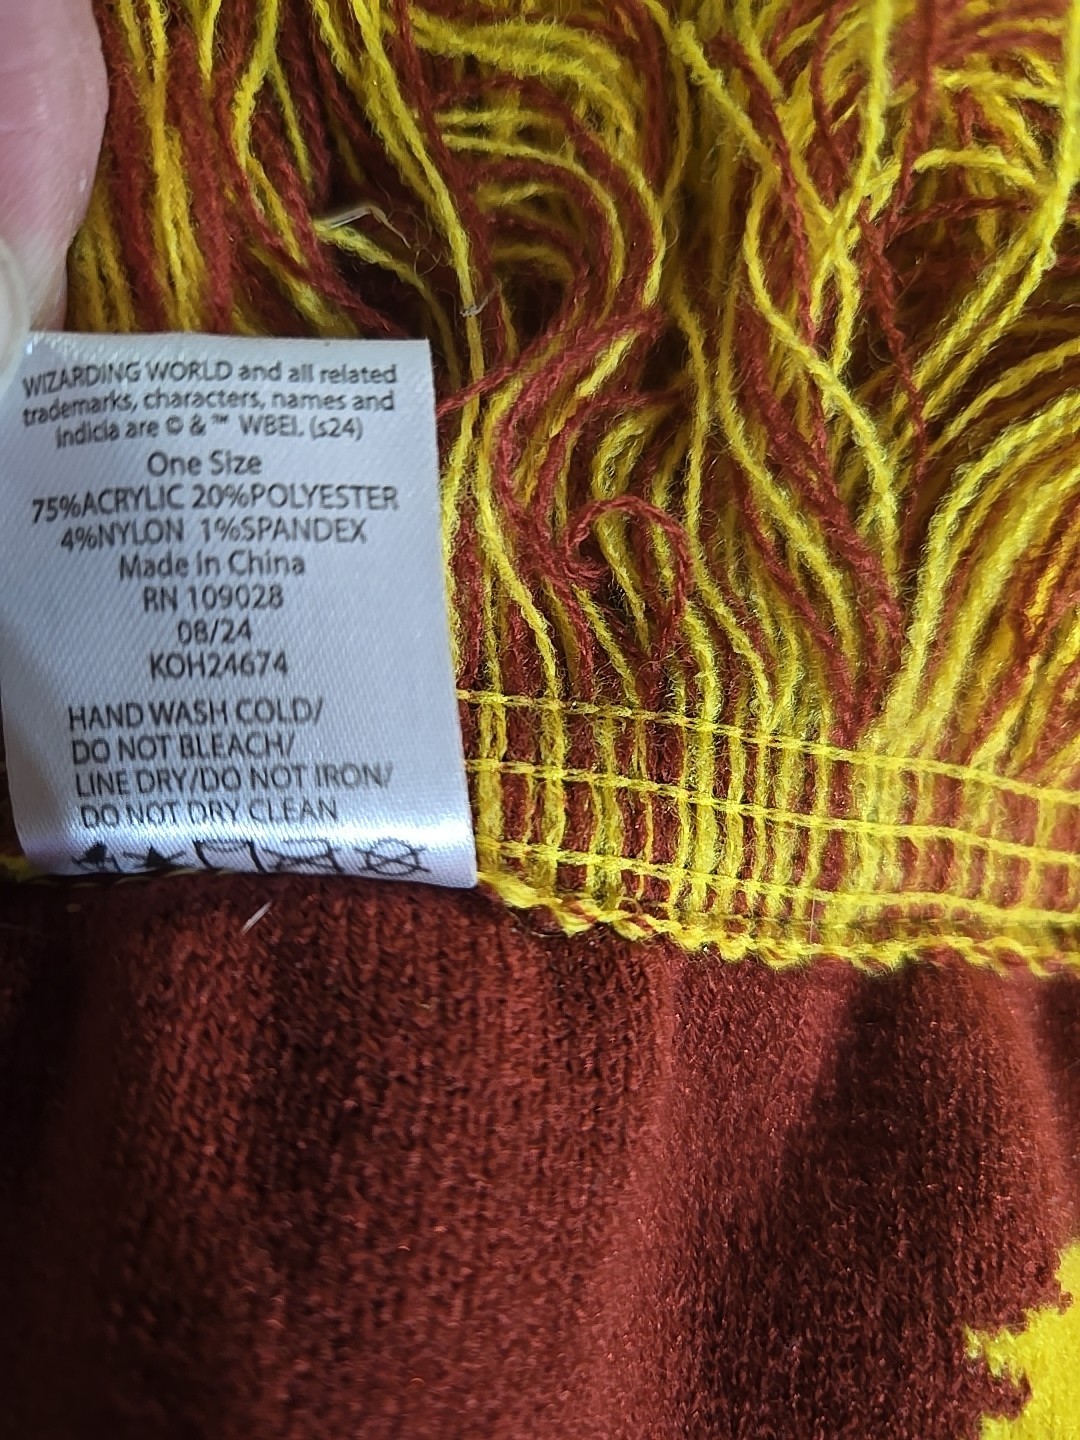 WIZARDING WORLD and all related
trademarks, characters, names and
indicia are © & ™ WBEI. (s24)
One Size
75%ACRYLIC 20%POLYESTER
4%NYLON 1%SPANDEX
Made in China
RN 109028
08/24
KOH24674
HAND WASH COLD/
DO NOT BLEACH/
LINE DRY/DO NOT IRON/
DO NOT DRY CLEAN